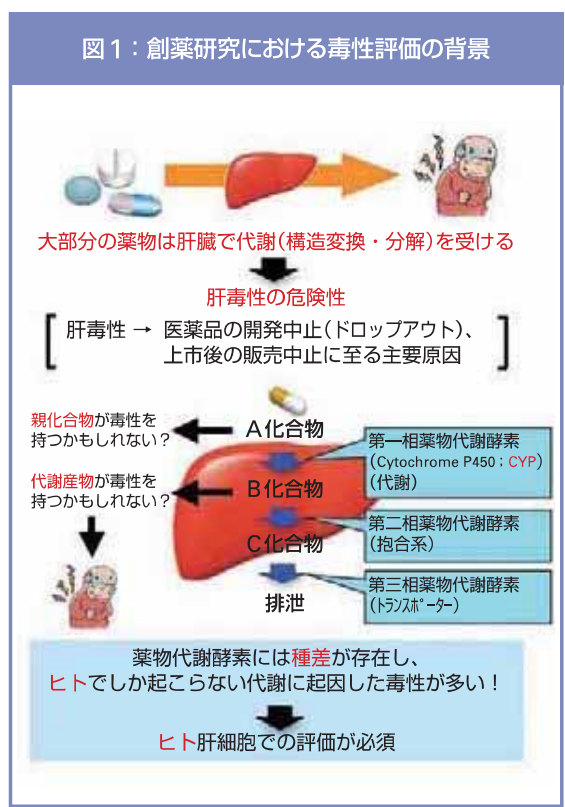 図1：創薬研究における毒性評価の背景
大部分の薬物は肝臓で代謝（構造変換・分解）を受ける
肝毒性の危険性
肝毒性 → 医薬品の開発中止（ドロップアウト）、
上市後の販売中止に至る主要原因
親化合物が毒性を
持つかもしれない？
A化合物
第一相薬物代謝酵素
（Cytochrome P450；CYP）
（代謝）
代謝産物が毒性を
持つかもしれない？
B化合物
C化合物
第二相薬物代謝酵素
（抱合系）
排泄
第三相薬物代謝酵素
（ﾄﾗﾝｽﾎﾟｰﾀｰ）
薬物代謝酵素には種差が存在し、
ヒトでしか起こらない代謝に起因した毒性が多い！
ヒト肝細胞での評価が必須